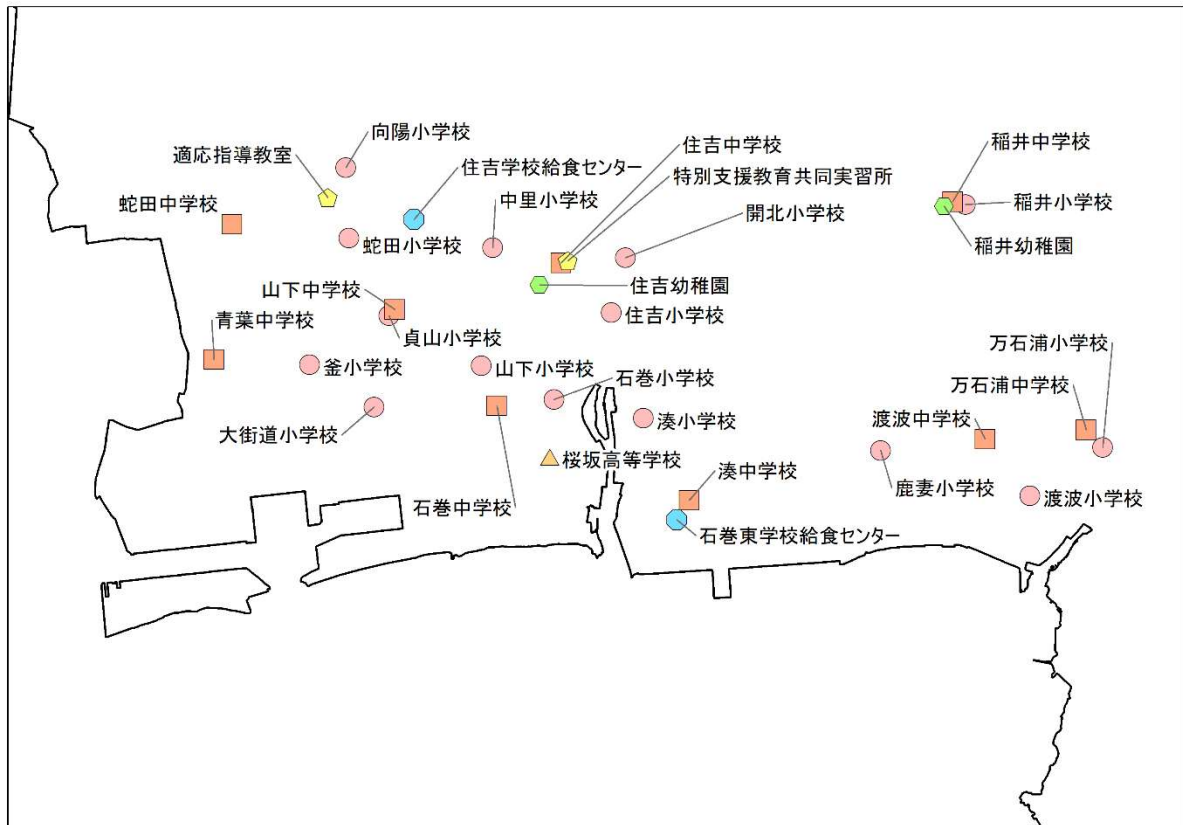 向陽小学校
住吉中学校
稲井中学校
適応指導教室
住吉学校給食センター
特別支援教育共同実習所
蛇田中学校
中里小学校
開北小学校
稲井小学校
蛇田小学校
稲井幼稚園
山下中学校
住吉幼稚園
青葉中学校
貞山小学校
住吉小学校
万石浦小学校
釜小学校
山下小学校
石巻小学校
万石浦中学校
大街道小学校
湊小学校
渡波中学校
桜坂高等学校
湊中学校
鹿妻小学校
渡波小学校
石巻中学校
石巻東学校給食センター